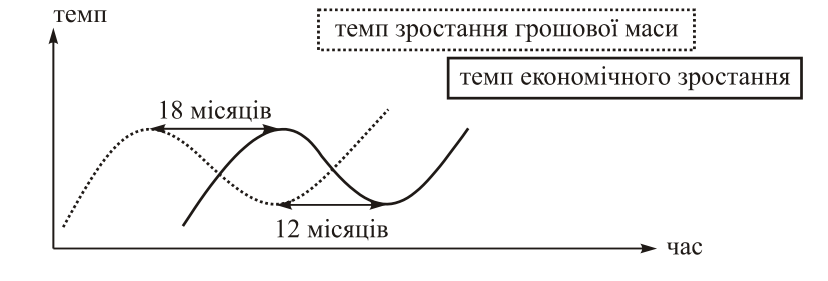 темп
темп зростання грошової маси
темп економічного зростання
18 місяців
12 місяців
час